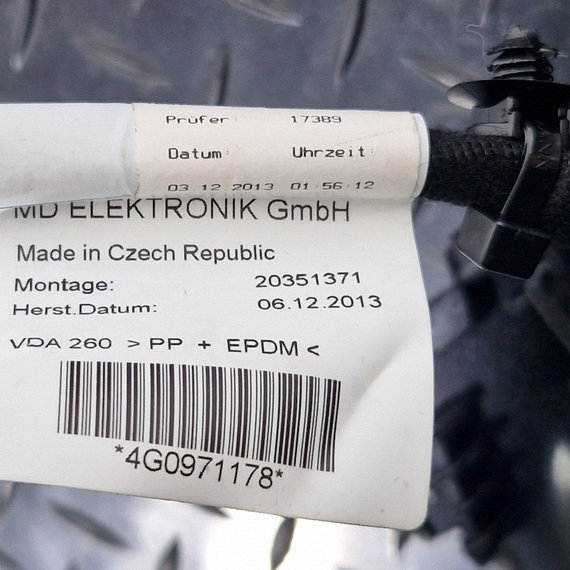 Prüfer: 17389
Datum: Uhrzeit:
03.12.2013 01:56:12
MD ELEKTRONIK GmbH
Made in Czech Republic
Montage: 20351371
Herst.Datum: 06.12.2013
VDA 260 > PP + EPDM <
*4G0971178*